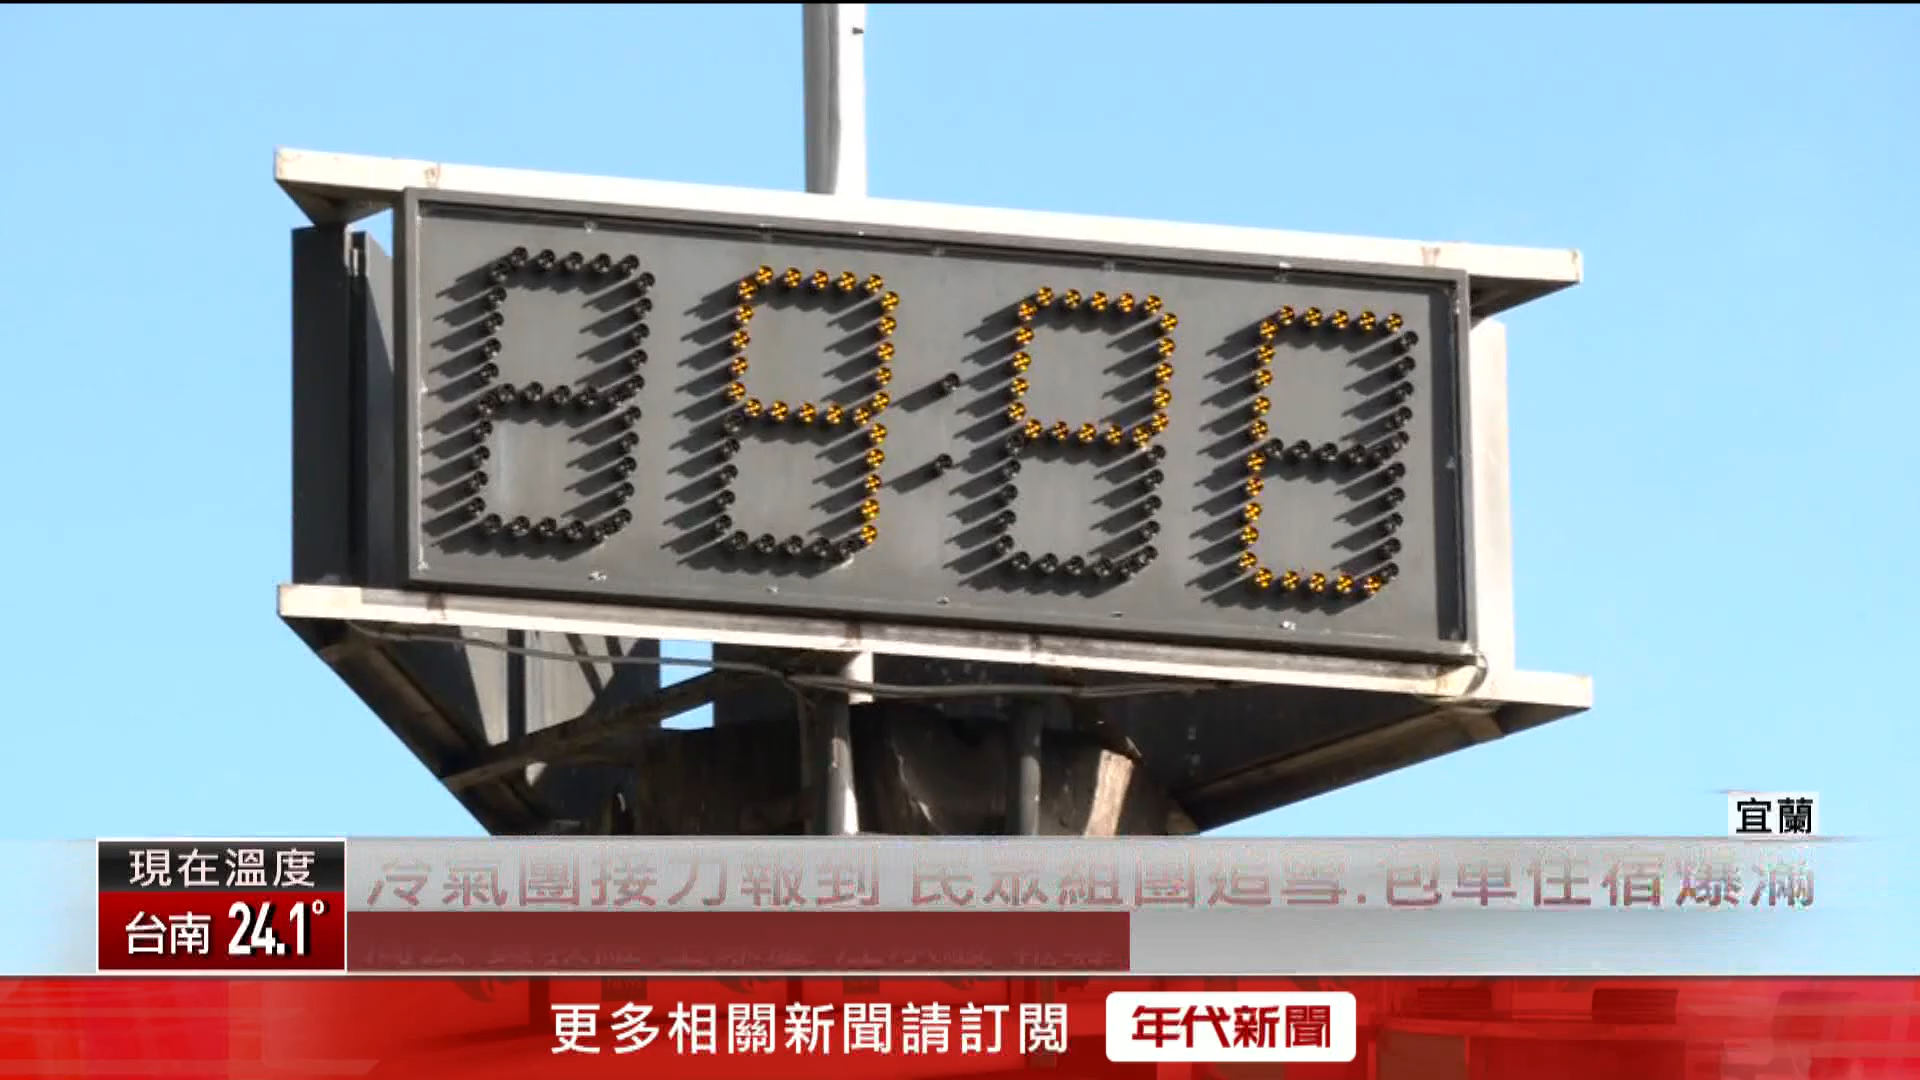 9°C
宜蘭
現在溫度
台南 24.1°
冷氣團接力報到 民眾組團追雪.包車住宿爆滿
更多相關新聞請訂閱 年代新聞